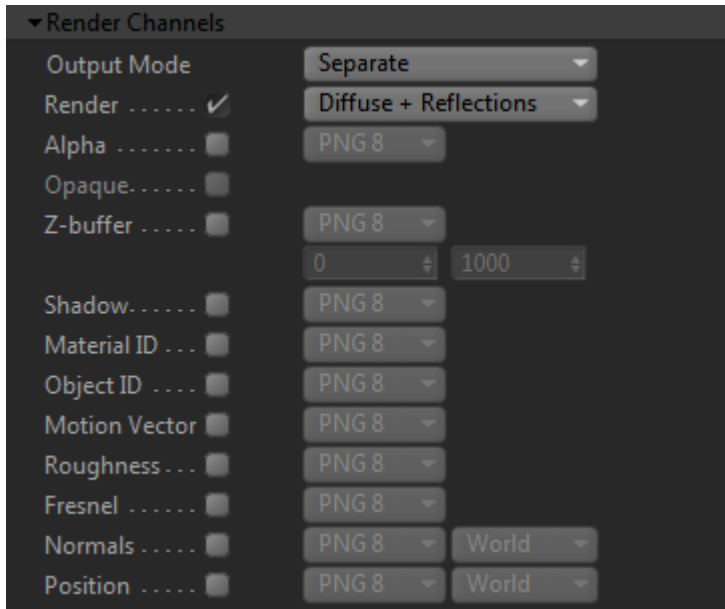 Render Channels
Output Mode Separate
Render ...... Diffuse + Reflections
Alpha ....... PNG 8
Opaque......
Z-buffer ..... PNG 8
0 1000
Shadow...... PNG 8
Material ID ... PNG 8
Object ID .... PNG 8
Motion Vector PNG 8
Roughness... PNG 8
Fresnel ...... PNG 8
Normals ..... PNG 8 World
Position ..... PNG 8 World